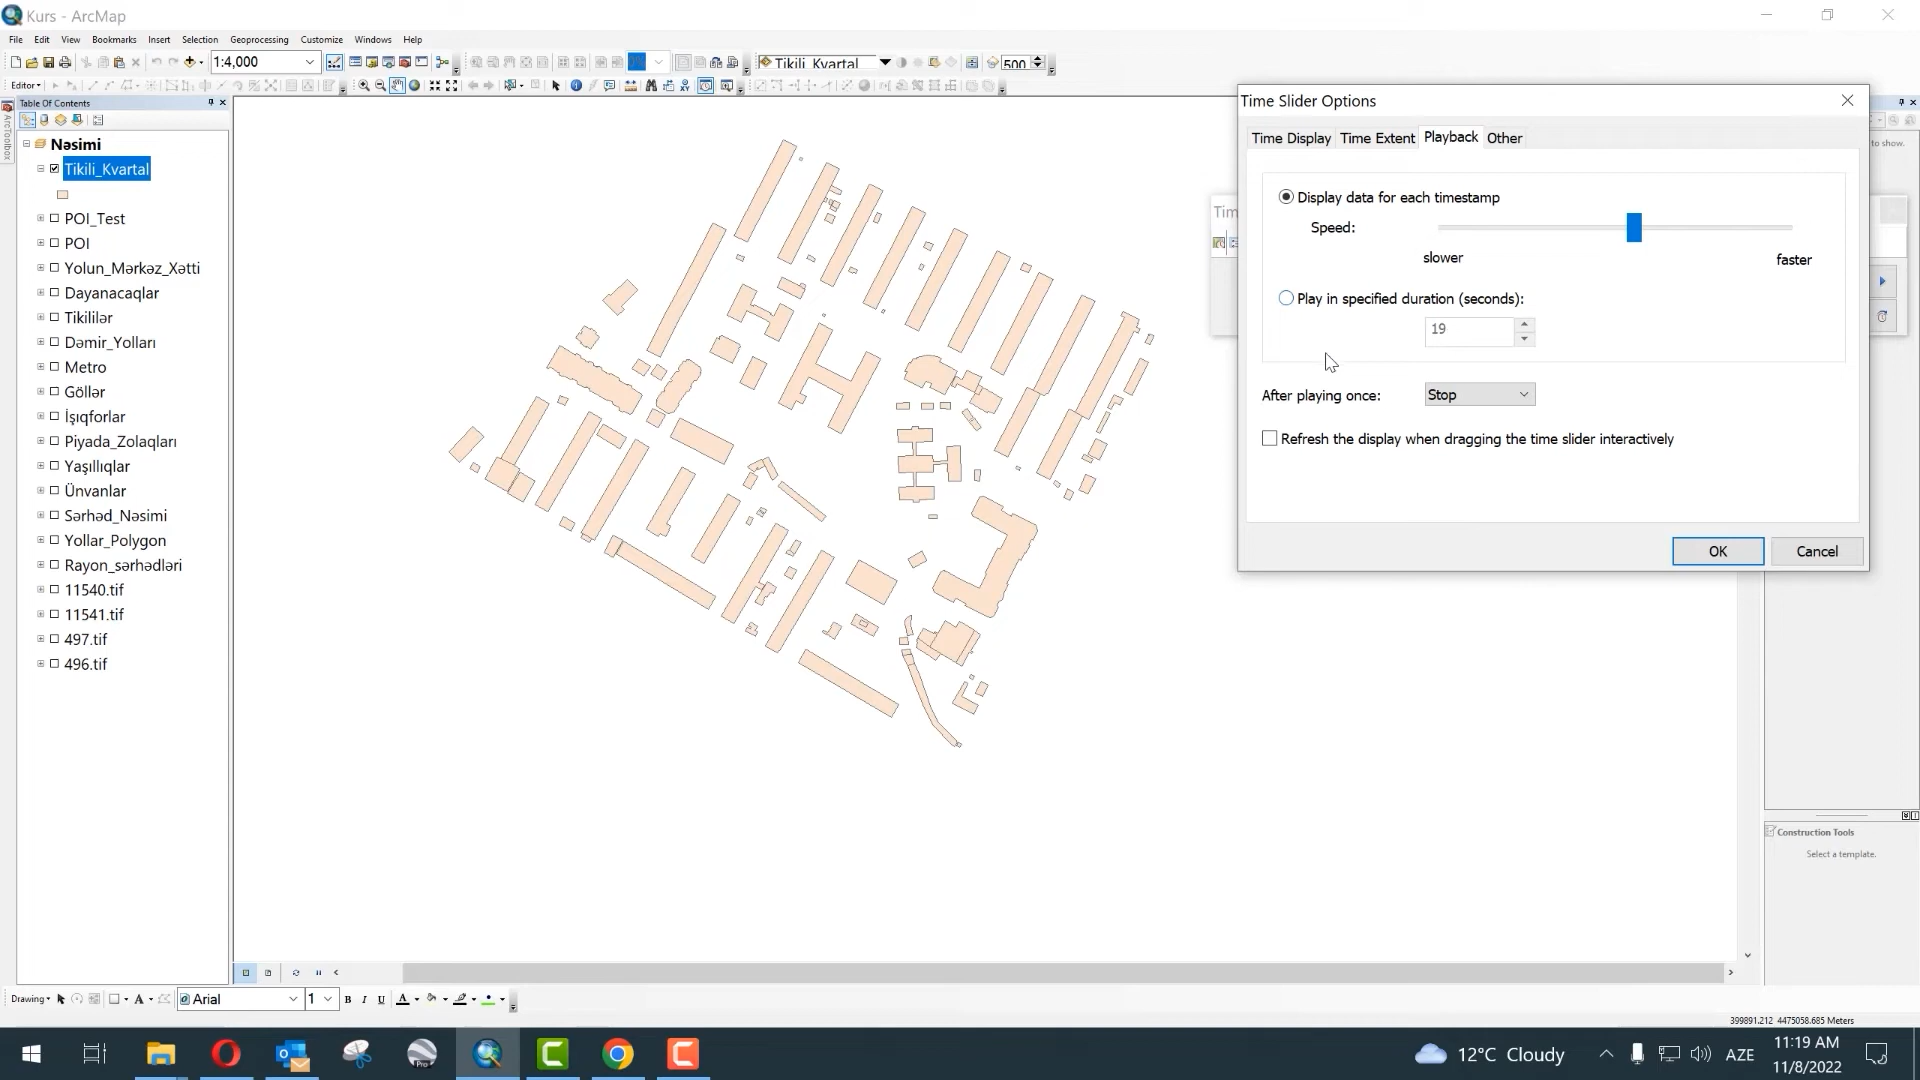 Kurs - ArcMap
File Edit View Bookmarks Insert Selection Geoprocessing Customize Windows Help
1:4,000
Tikili_Kvartal
500
Editor
Table Of Contents
ArcToolbox
Nəsimi
Tikili_Kvartal
POI_Test
POI
Yolun_Mərkəz_Xətti
Dayanacaqlar
Tikililər
Dəmir_Yolları
Metro
Göllər
İşıqforlar
Piyada_Zolaqları
Yaşıllıqlar
Ünvanlar
Sərhəd_Nəsimi
Yollar_Polygon
Rayon_sərhədləri
11540.tif
11541.tif
497.tif
496.tif
Tim
Time Slider Options
Time Display Time Extent Playback Other
Display data for each timestamp
Speed:
slower faster
Play in specified duration (seconds):
19
After playing once: Stop
Refresh the display when dragging the time slider interactively
OK Cancel
to show.
Construction Tools
Select a template.
Drawing A Arial 1 B I U A
399891.212 4475058.685 Meters
Pro
12°C Cloudy
AZE
11:19 AM
11/8/2022